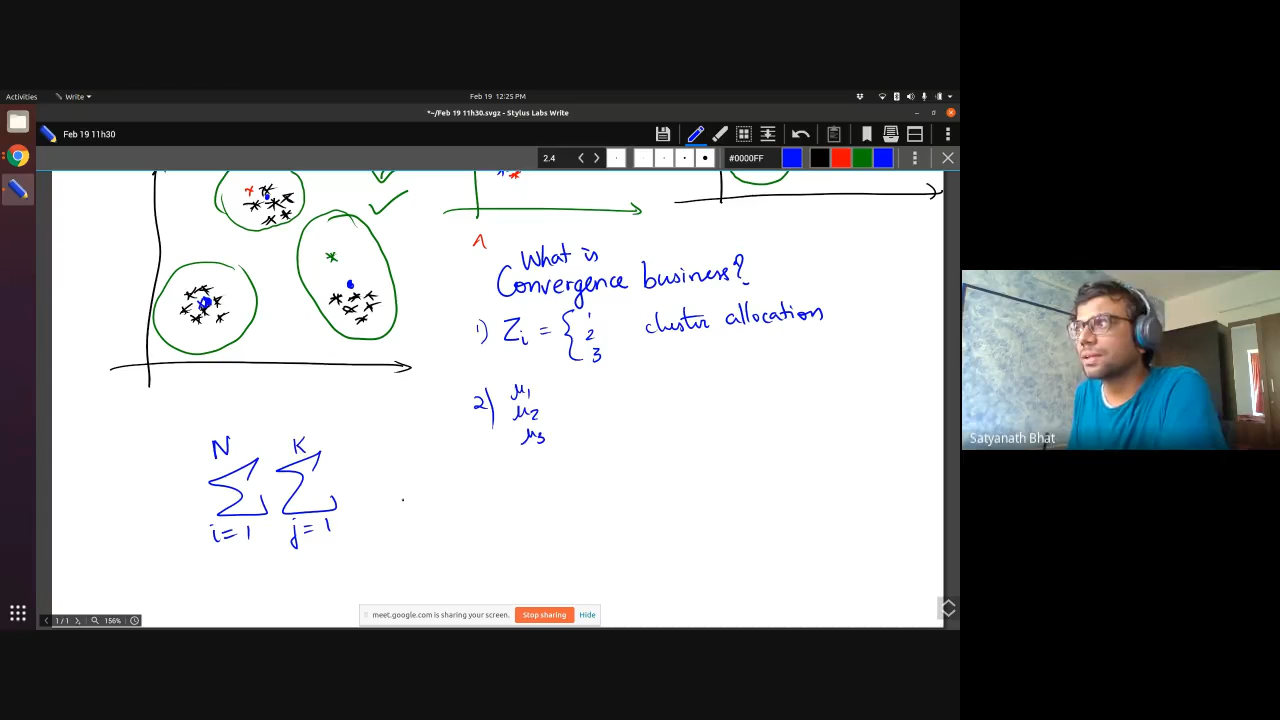 Activities
Write
Feb 19 12:25 PM
*~/Feb 19 11h30.svgz - Stylus Labs Write
Feb 19 11h30
2.4
#0000FF
What is
Convergence business?
1) Zi = { 1 2 3 cluster allocations
2) μ1
μ2
μ3
N K
Σ Σ
i=1 j=1
meet.google.com is sharing your screen. Stop sharing Hide
1/1
156%
Satyanath Bhat